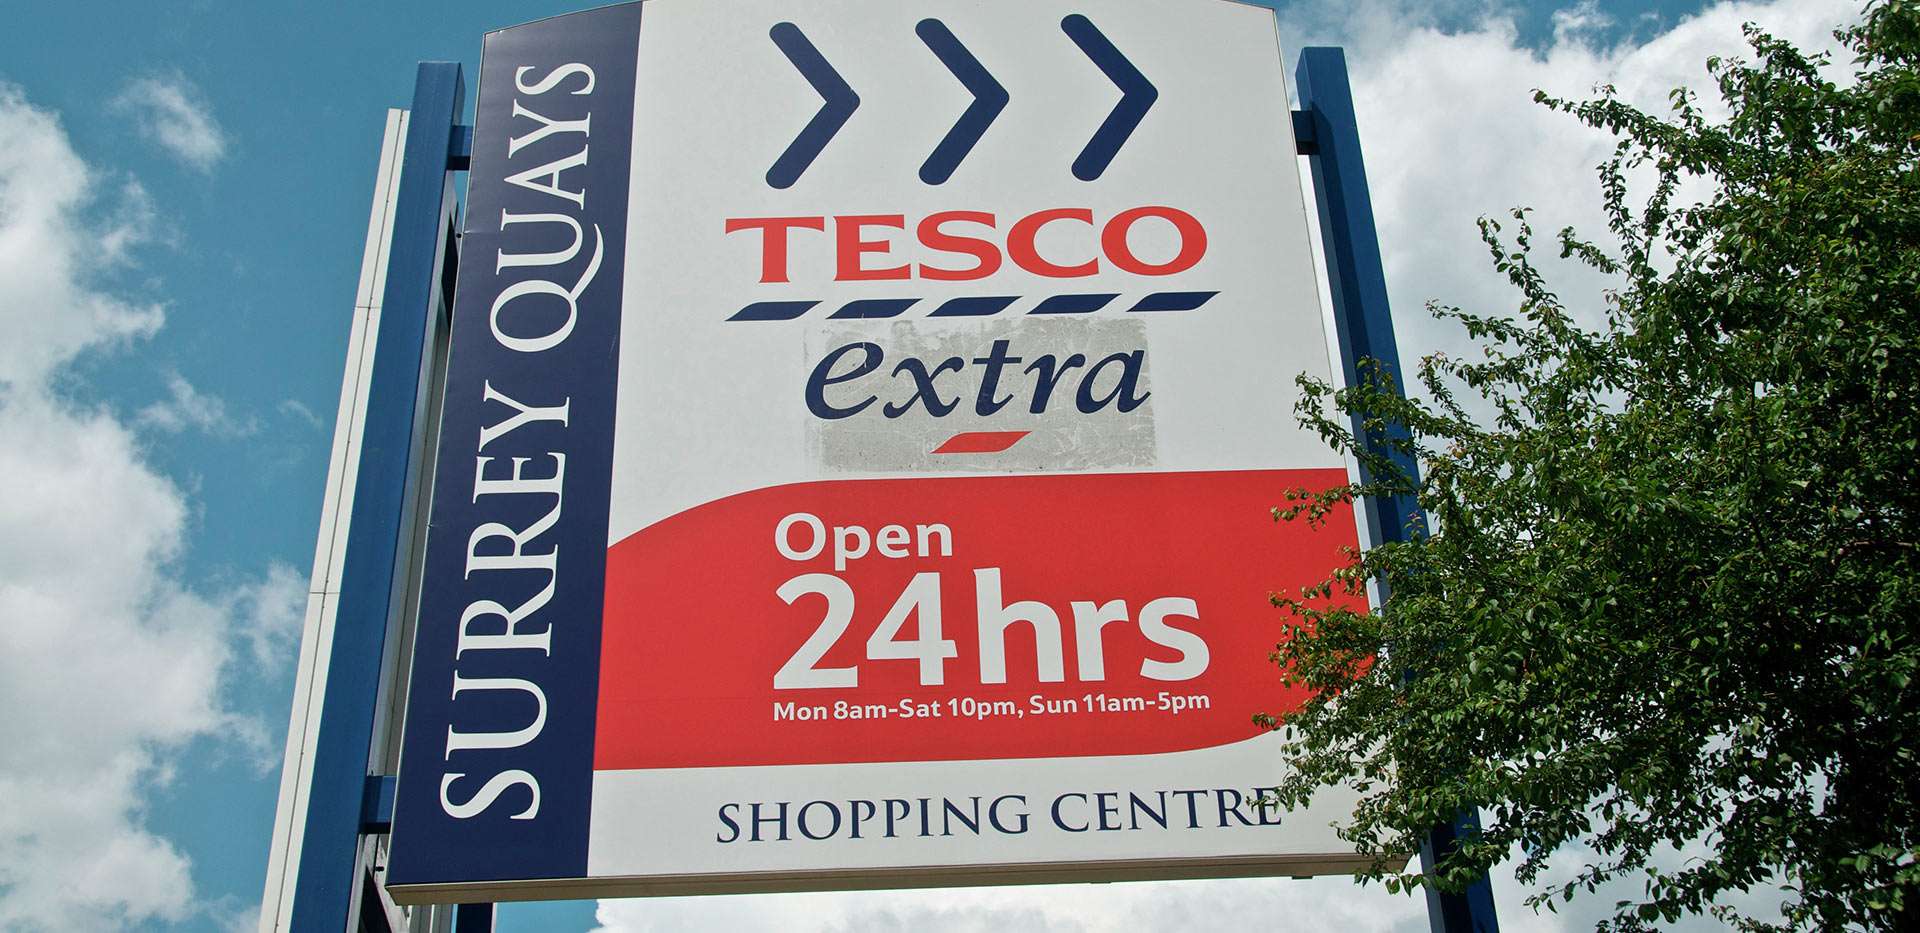 SURREY QUAYS
TESCO
extra
Open
24hrs
Mon 8am-Sat 10pm, Sun 11am-5pm
SHOPPING CENTRE